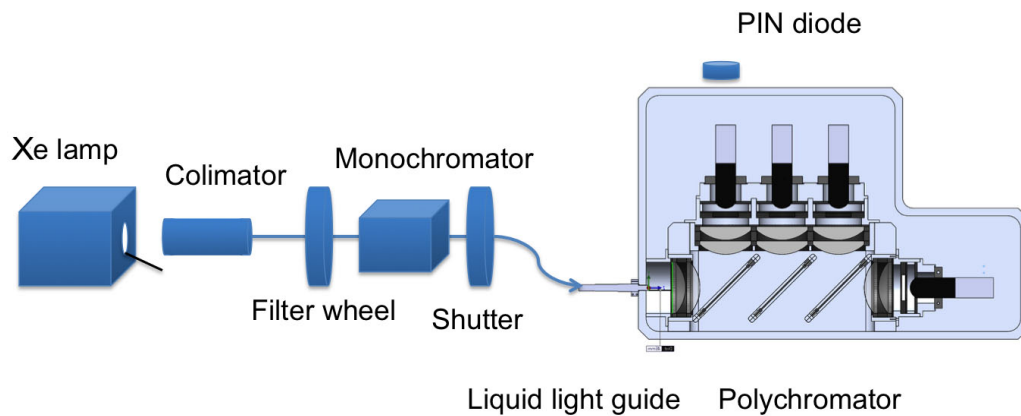 PIN diode
Xe lamp
Colimator
Monochromator
Filter wheel
Shutter
Liquid light guide
Polychromator